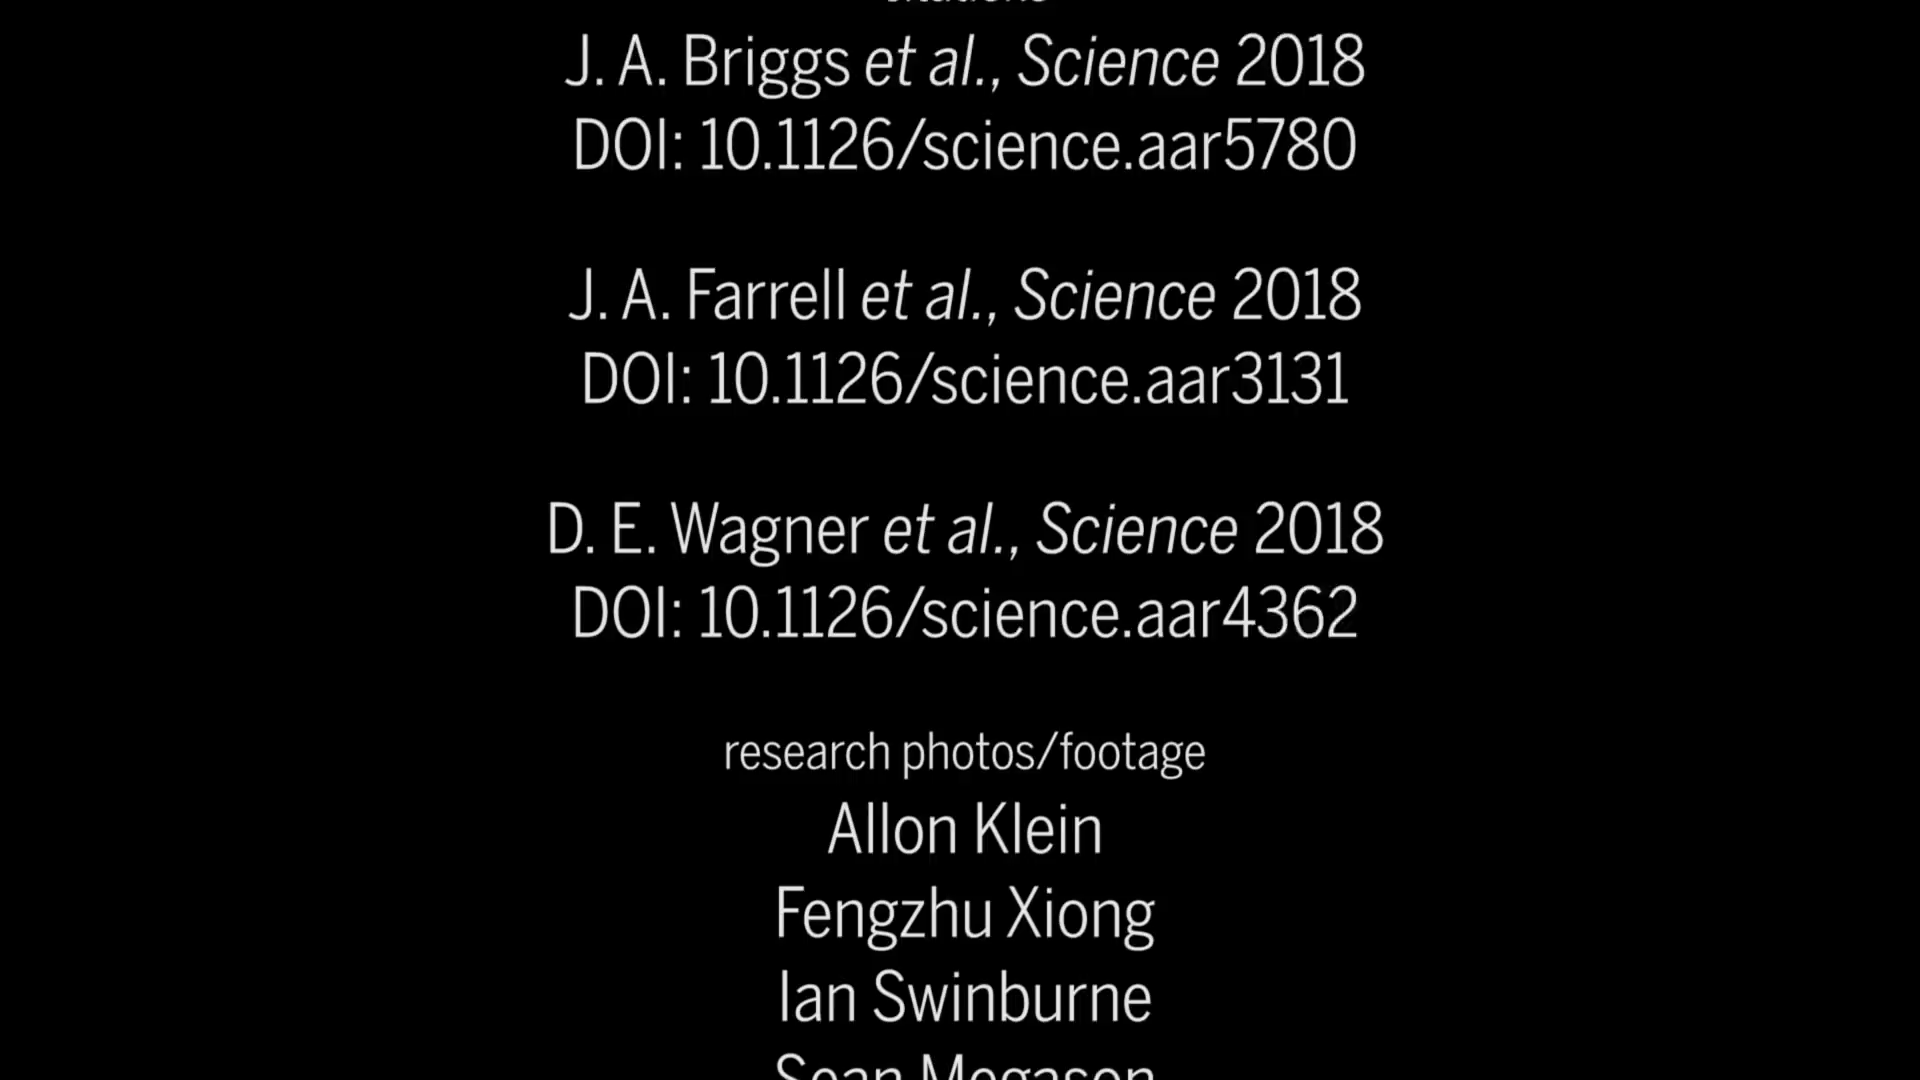 J. A. Briggs et al., Science 2018
DOI: 10.1126/science.aar5780
J. A. Farrell et al., Science 2018
DOI: 10.1126/science.aar3131
D. E. Wagner et al., Science 2018
DOI: 10.1126/science.aar4362
research photos/footage
Allon Klein
Fengzhu Xiong
Ian Swinburne
Sean Megason